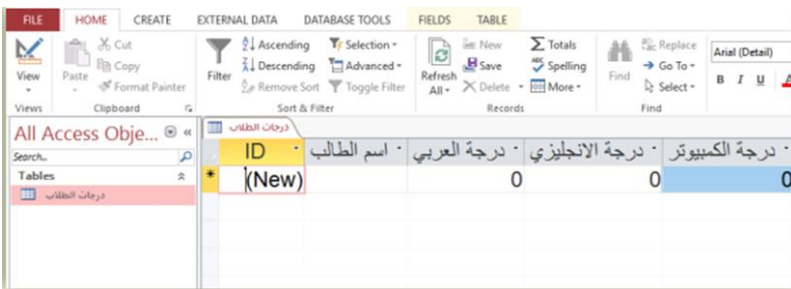 FILE HOME CREATE EXTERNAL DATA DATABASE TOOLS FIELDS TABLE
View
Paste
Cut
Copy
Format Painter
Filter
Ascending
Descending
Remove Sort
Selection
Advanced
Toggle Filter
Refresh All
New
Save
Delete
Totals
Spelling
More
Find
Replace
Go To
Select
Arial (Detail)
B I U A
Views Clipboard Sort & Filter Records Find
All Access Obje...
Search...
Tables
درجات الطلاب
درجات الطلاب
ID اسم الطالب درجة العربي درجة الانجليزي درجة الكمبيوتر
* (New) 0 0 0